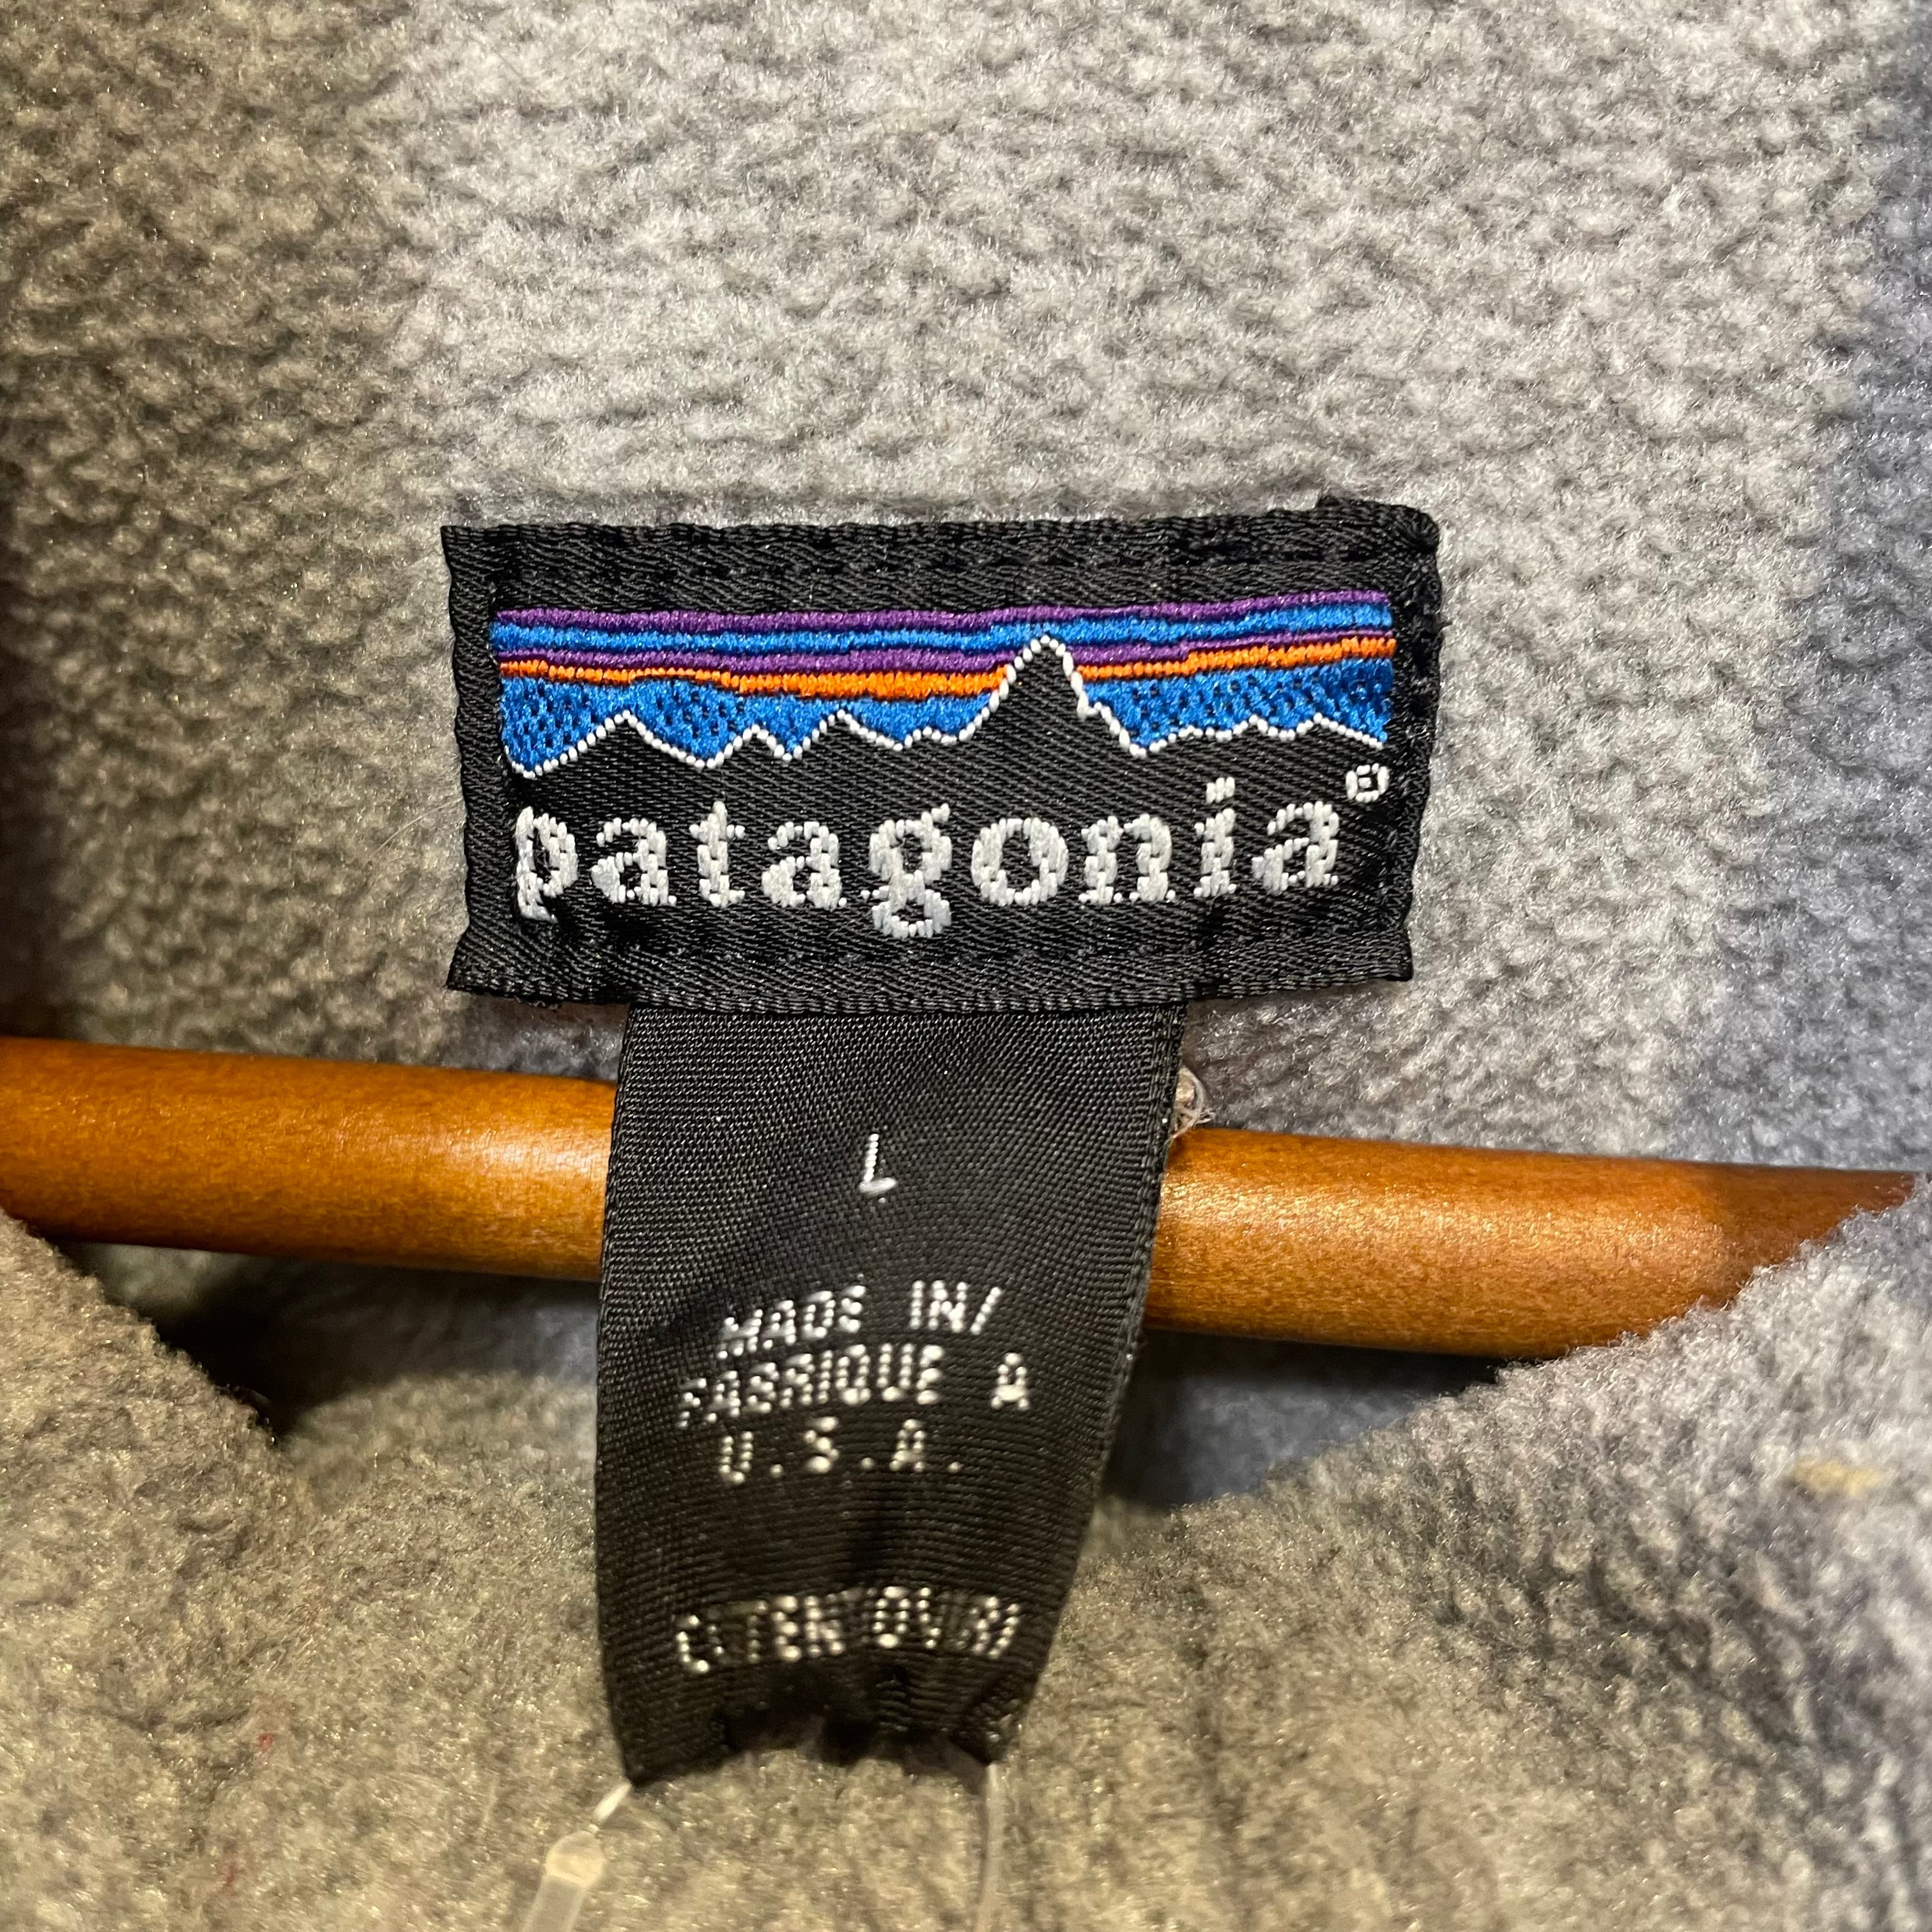 patagonia®
L
MADE IN/
FABRIQUE A
U.S.A.